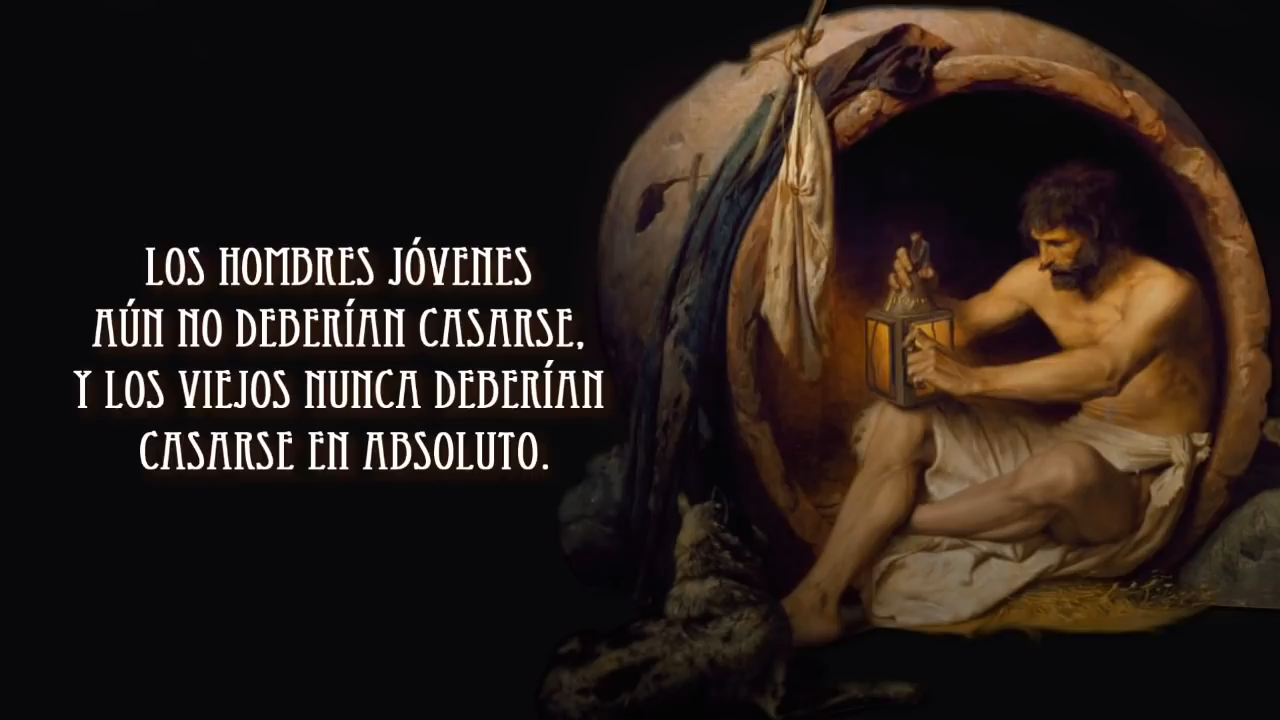 LOS HOMBRES JÓVENES
AÚN NO DEBERÍAN CASARSE,
Y LOS VIEJOS NUNCA DEBERÍAN
CASARSE EN ABSOLUTO.